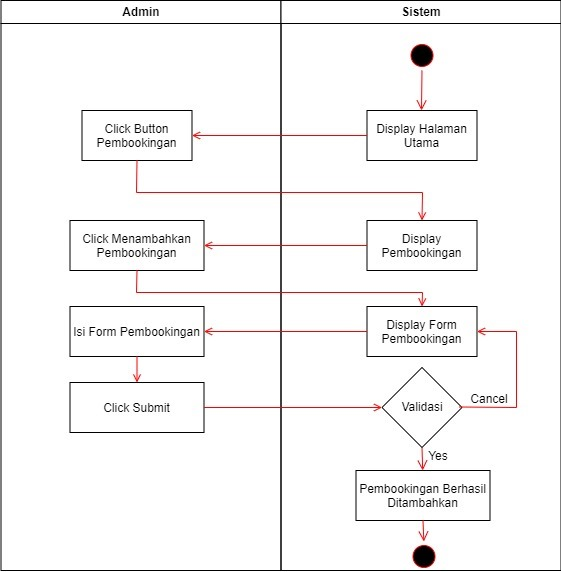 Admin
Sistem
Display Halaman
Utama
Click Button
Pembookingan
Display
Pembookingan
Click Menambahkan
Pembookingan
Display Form
Pembookingan
Isi Form Pembookingan
Click Submit
Validasi
Cancel
Yes
Pembookingan Berhasil
Ditambahkan